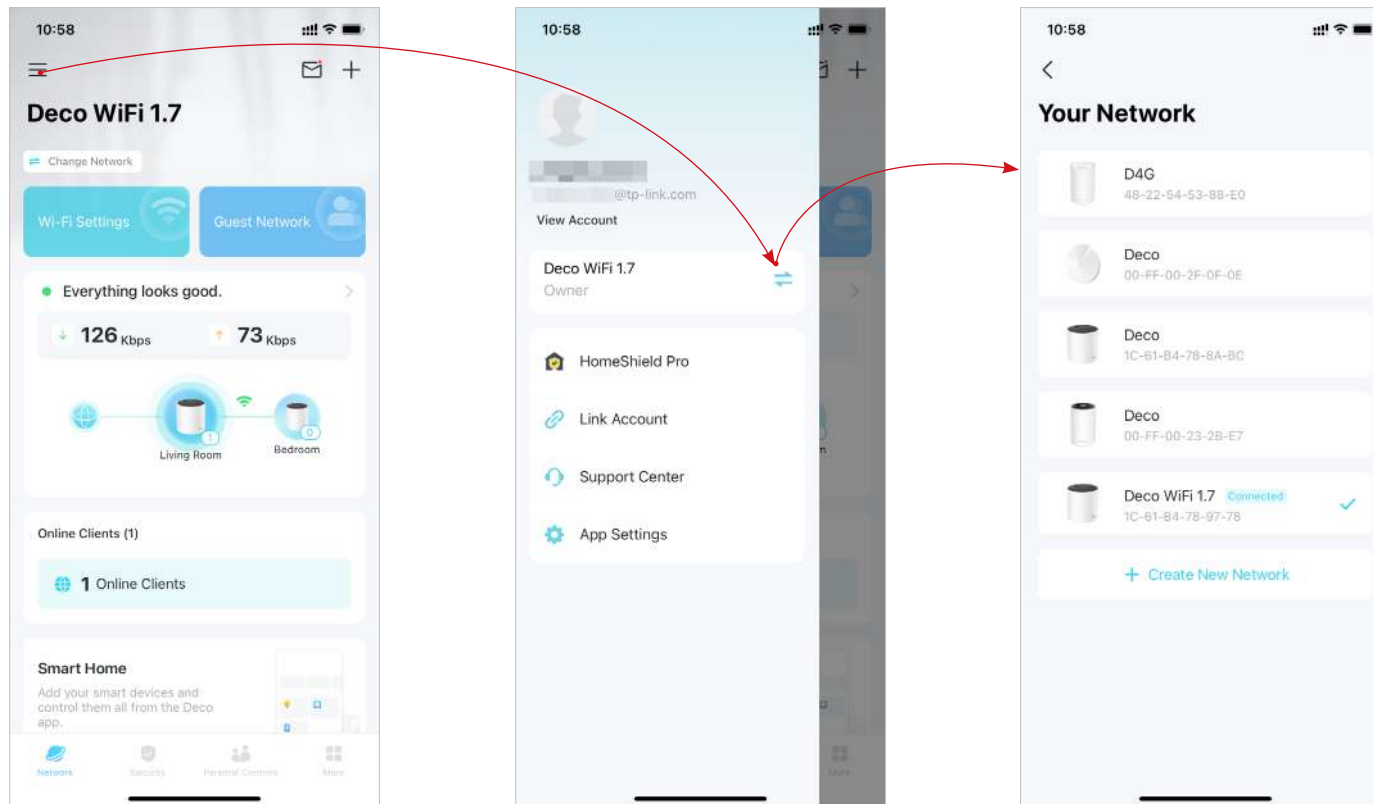 10:58
Deco WiFi 1.7
Change Network
Wi-Fi Settings
Guest Network
Everything looks good.
126 Kbps
73 Kbps
1
0
Living Room
Bedroom
Online Clients (1)
1 Online Clients
Smart Home
Add your smart devices and
control them all from the Deco
app.
Network
Security
Parental Controls
More
10:58
@tp-link.com
View Account
Deco WiFi 1.7
Owner
HomeShield Pro
Link Account
Support Center
App Settings
More
10:58
Your Network
D4G
48-22-54-53-88-E0
Deco
00-FF-00-2F-0F-0E
Deco
1C-61-B4-78-8A-BC
Deco
00-FF-00-23-2B-E7
Deco WiFi 1.7 Connected
1C-61-B4-78-97-78
+ Create New Network